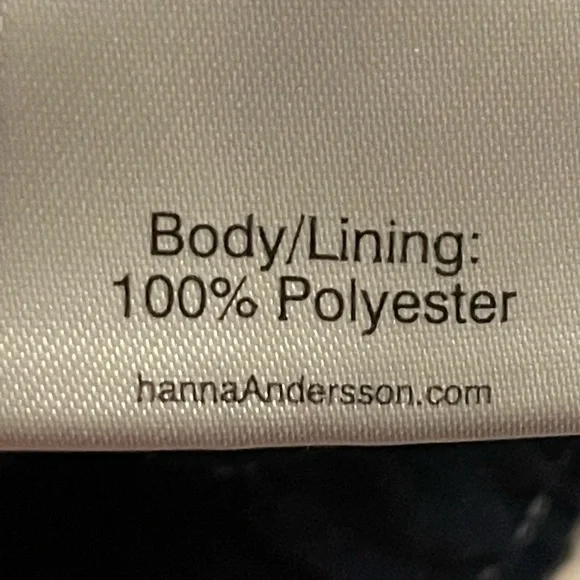 Body/Lining:
100% Polyester
hannaAndersson.com